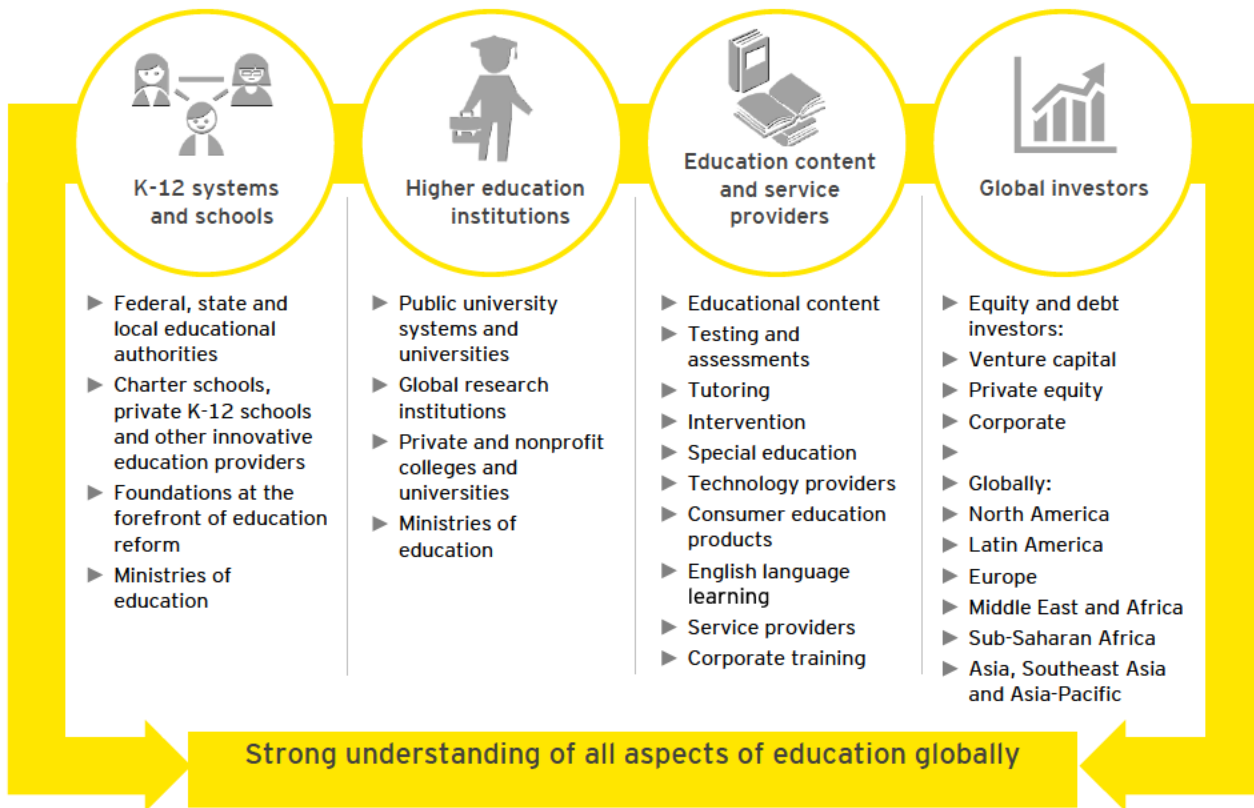 K-12 systems
and schools
Higher education
institutions
Education content
and service
providers
Global investors
► Federal, state and
local educational
authorities
► Charter schools,
private K-12 schools
and other innovative
education providers
► Foundations at the
forefront of education
reform
► Ministries of
education
► Public university
systems and
universities
► Global research
institutions
► Private and nonprofit
colleges and
universities
► Ministries of
education
► Educational content
► Testing and
assessments
► Tutoring
► Intervention
► Special education
► Technology providers
► Consumer education
products
► English language
learning
► Service providers
► Corporate training
► Equity and debt
investors:
► Venture capital
► Private equity
► Corporate
►
► Globally:
► North America
► Latin America
► Europe
► Middle East and Africa
► Sub-Saharan Africa
► Asia, Southeast Asia
and Asia-Pacific
Strong understanding of all aspects of education globally